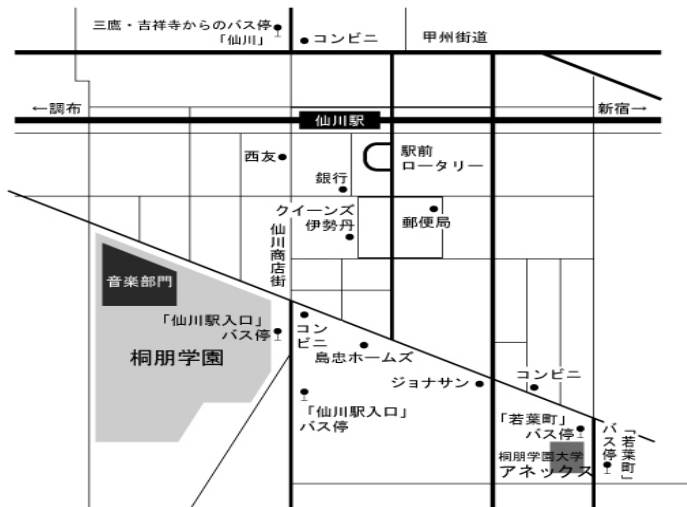 三鷹・吉祥寺からのバス停
「仙川」
コンビニ
甲州街道
←調布
新宿→
仙川駅
西友
駅前
ロータリー
銀行
クイーンズ
伊勢丹
郵便局
仙川商店街
音楽部門
「仙川駅入口」
バス停
桐朋学園
コン
ビニ
島忠ホームズ
ジョナサン
コンビニ
「仙川駅入口」
バス停
「若葉町」
バス停
「若葉町」
バス停
桐朋学園大学
アネックス